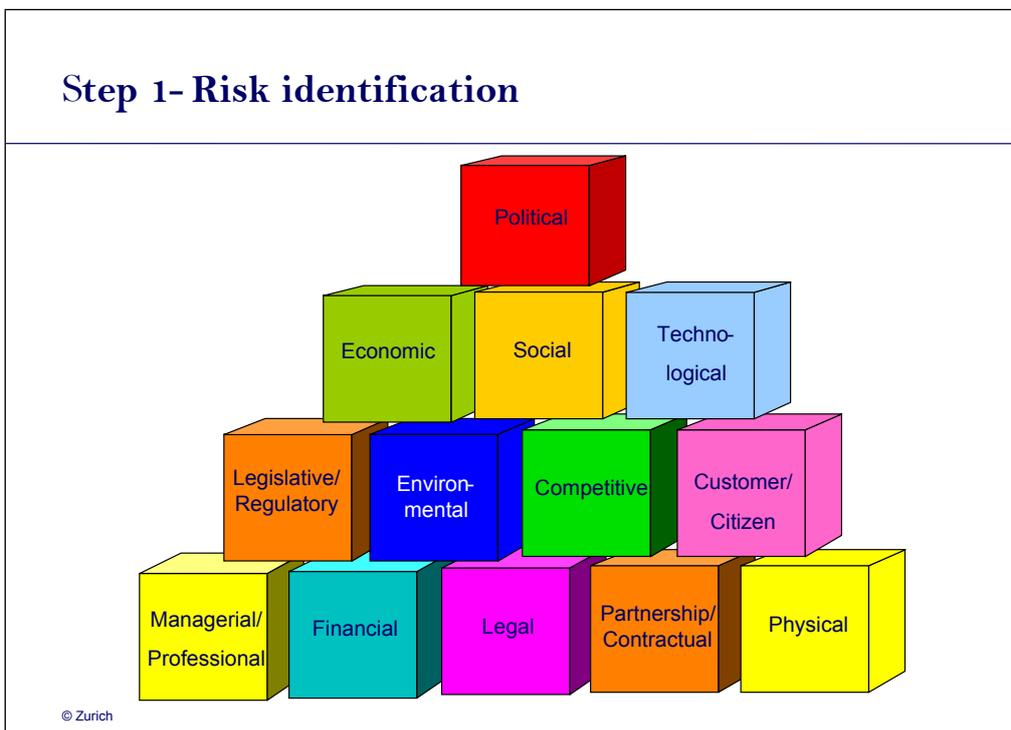 Step 1- Risk identification
Political
Economic
Social
Techno-
logical
Legislative/
Regulatory
Environ-
mental
Competitive
Customer/
Citizen
Managerial/
Professional
Financial
Legal
Partnership/
Contractual
Physical
© Zurich